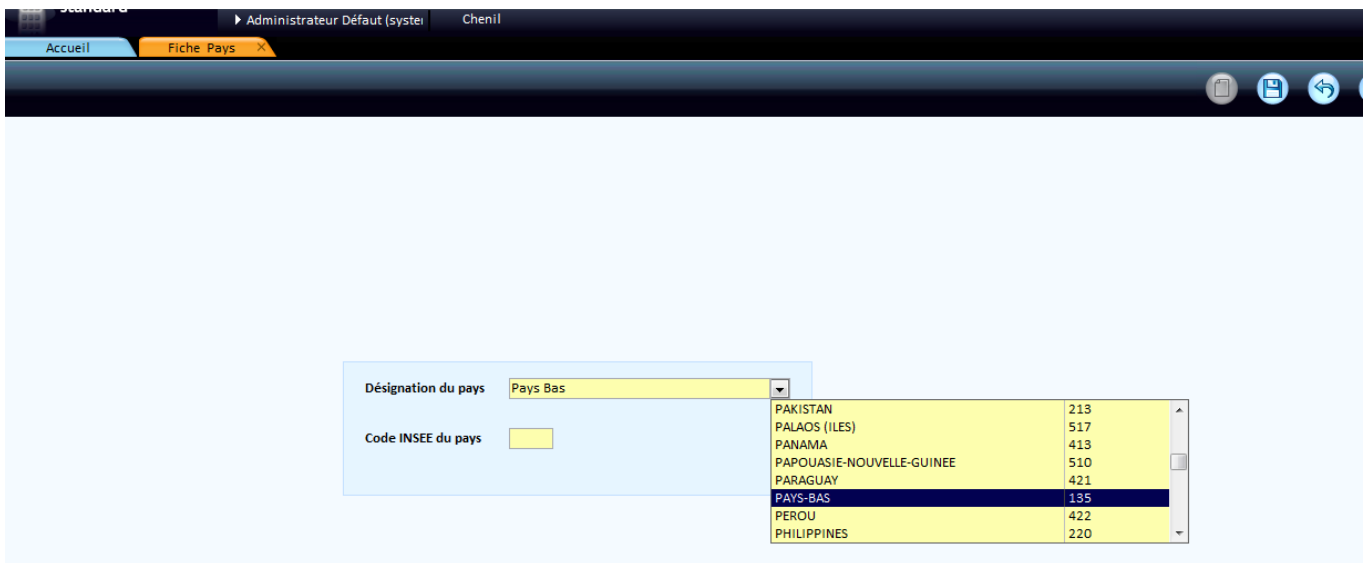 Administrateur Défaut (syster Chenil
Accueil Fiche Pays
Désignation du pays Pays Bas
PAKISTAN 213
PALAOS (ILES) 517
Code INSEE du pays
PANAMA 413
PAPOUASIE-NOUVELLE-GUINEE 510
PARAGUAY 421
PAYS-BAS 135
PEROU 422
PHILIPPINES 220